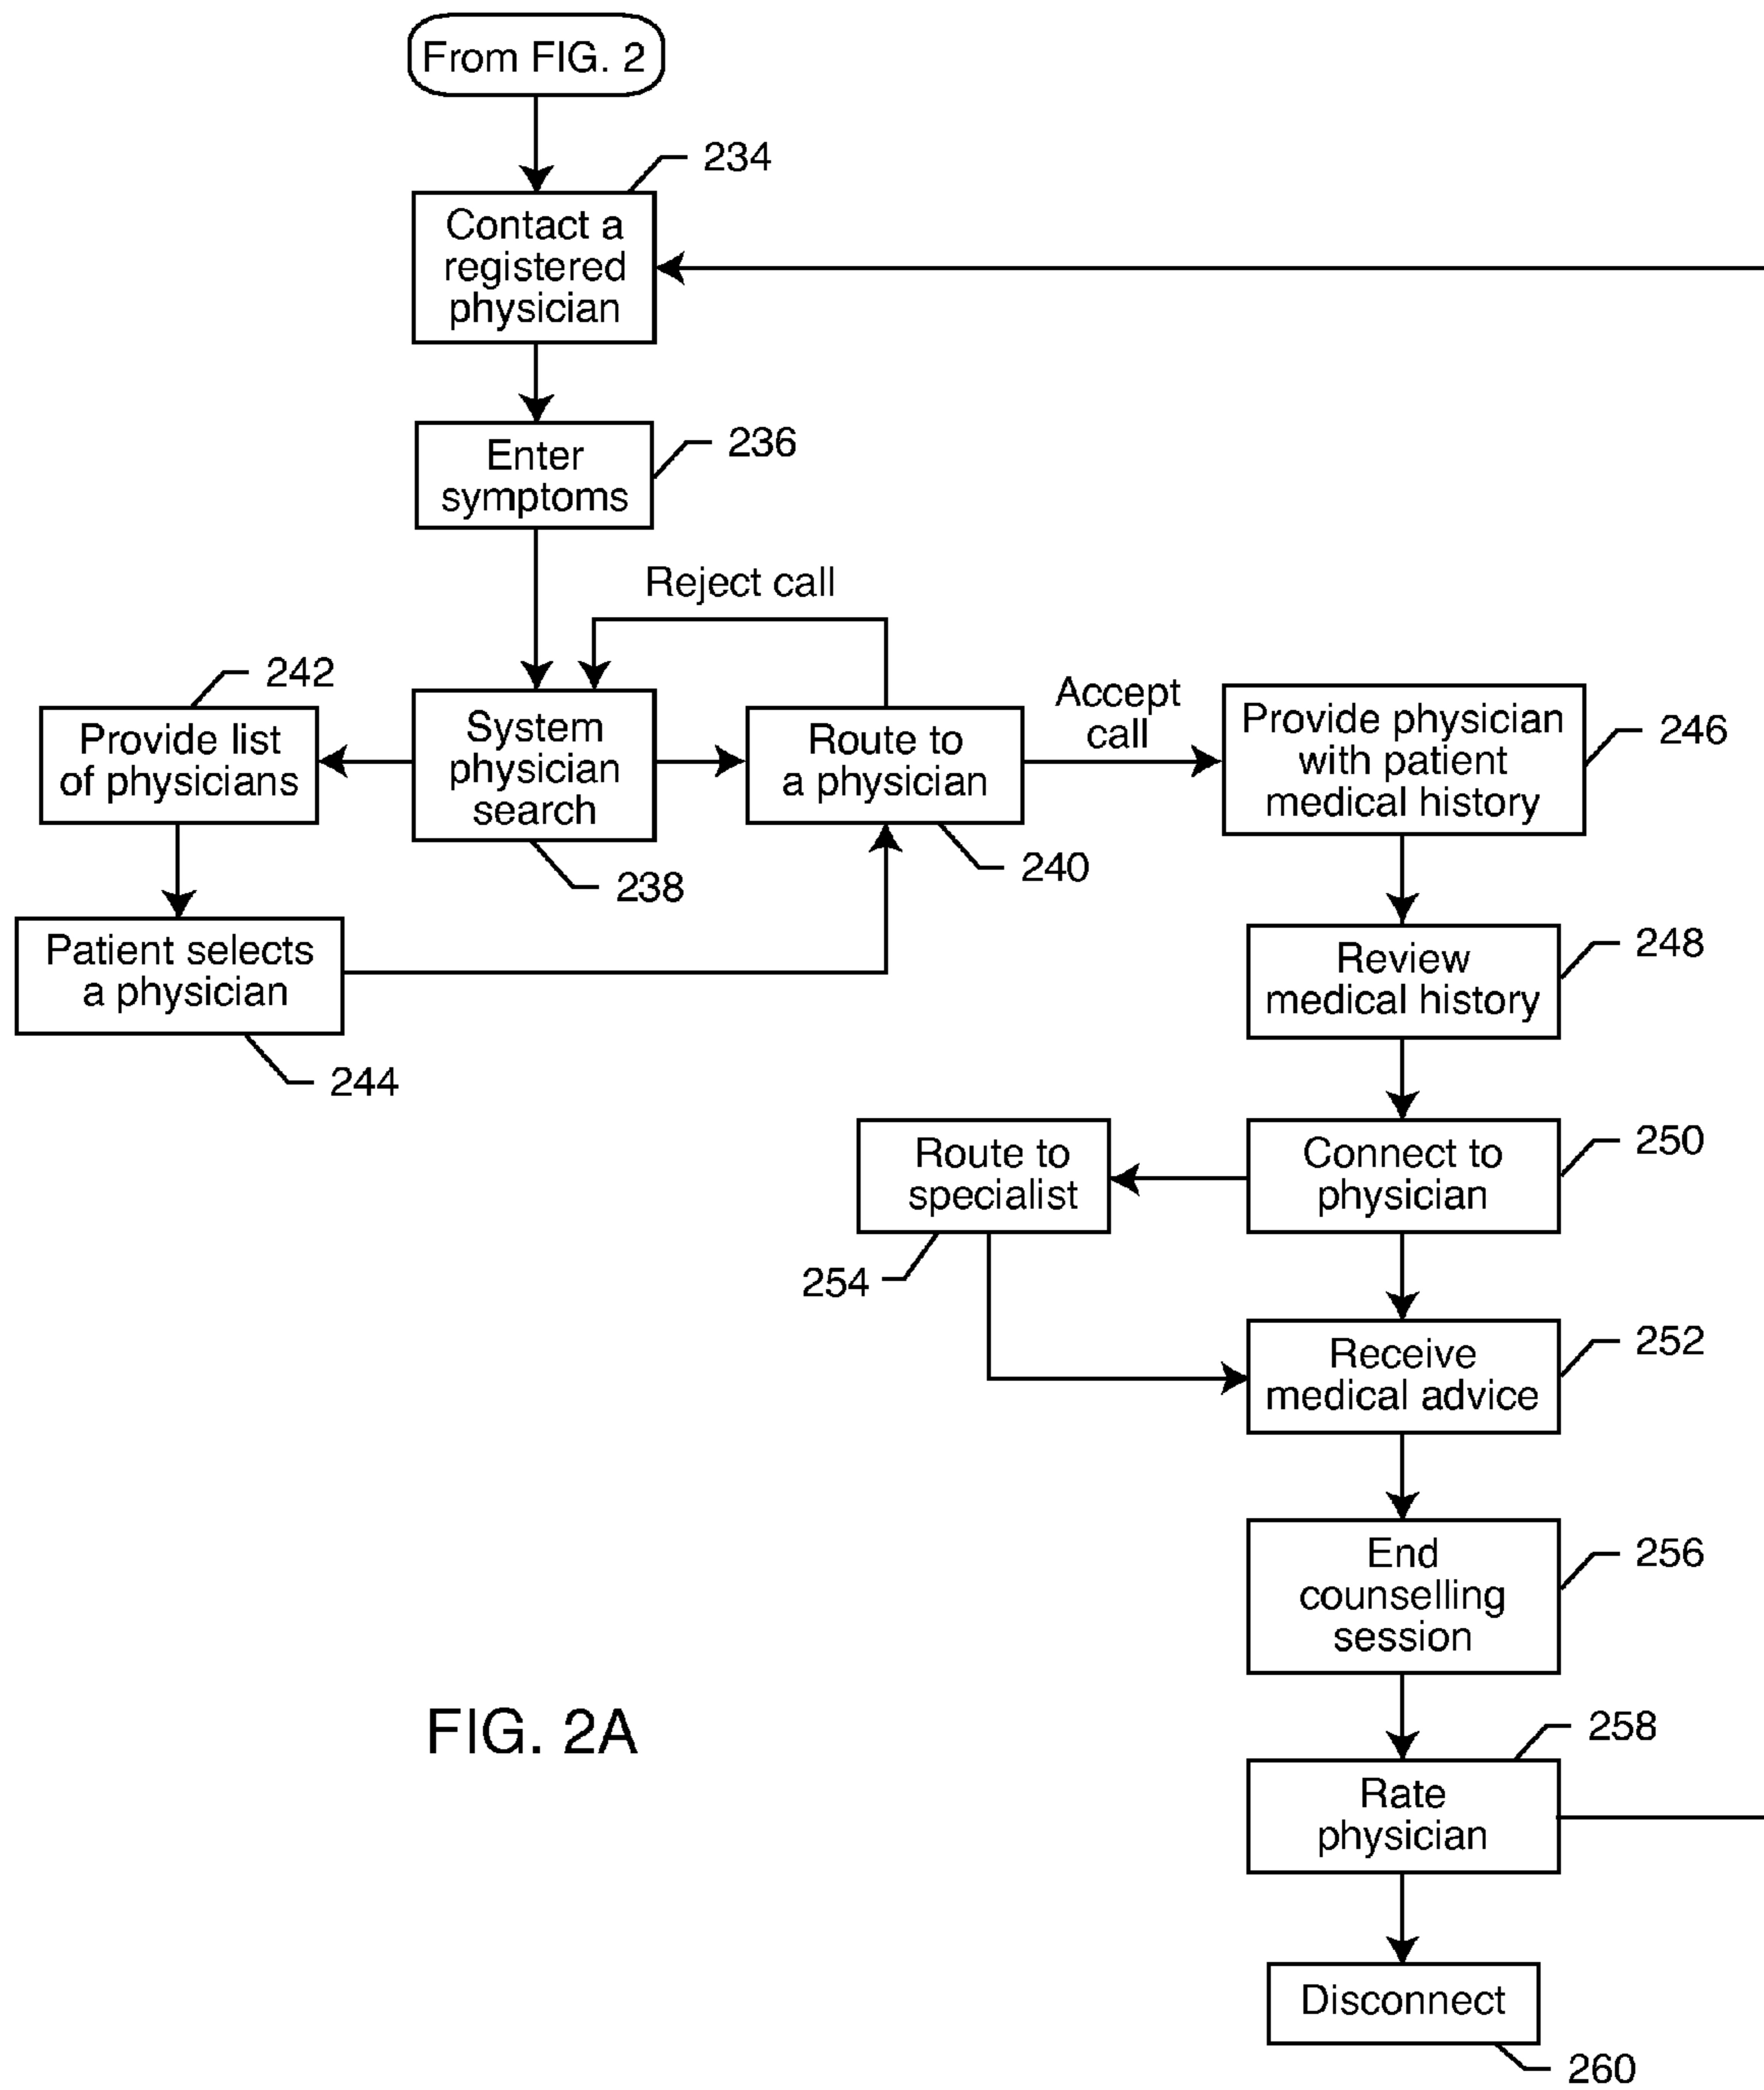 From FIG. 2
234
Contact a
registered
physician
236
Enter
symptoms
Reject call
242
Provide list
of physicians
System
physician
search
238
Route to
a physician
240
Accept
call
Provide physician
with patient
medical history
246
Patient selects
a physician
244
Review
medical history
248
Route to
specialist
254
Connect to
physician
250
Receive
medical advice
252
End
counselling
session
256
FIG. 2A
258
Rate
physician
Disconnect
260